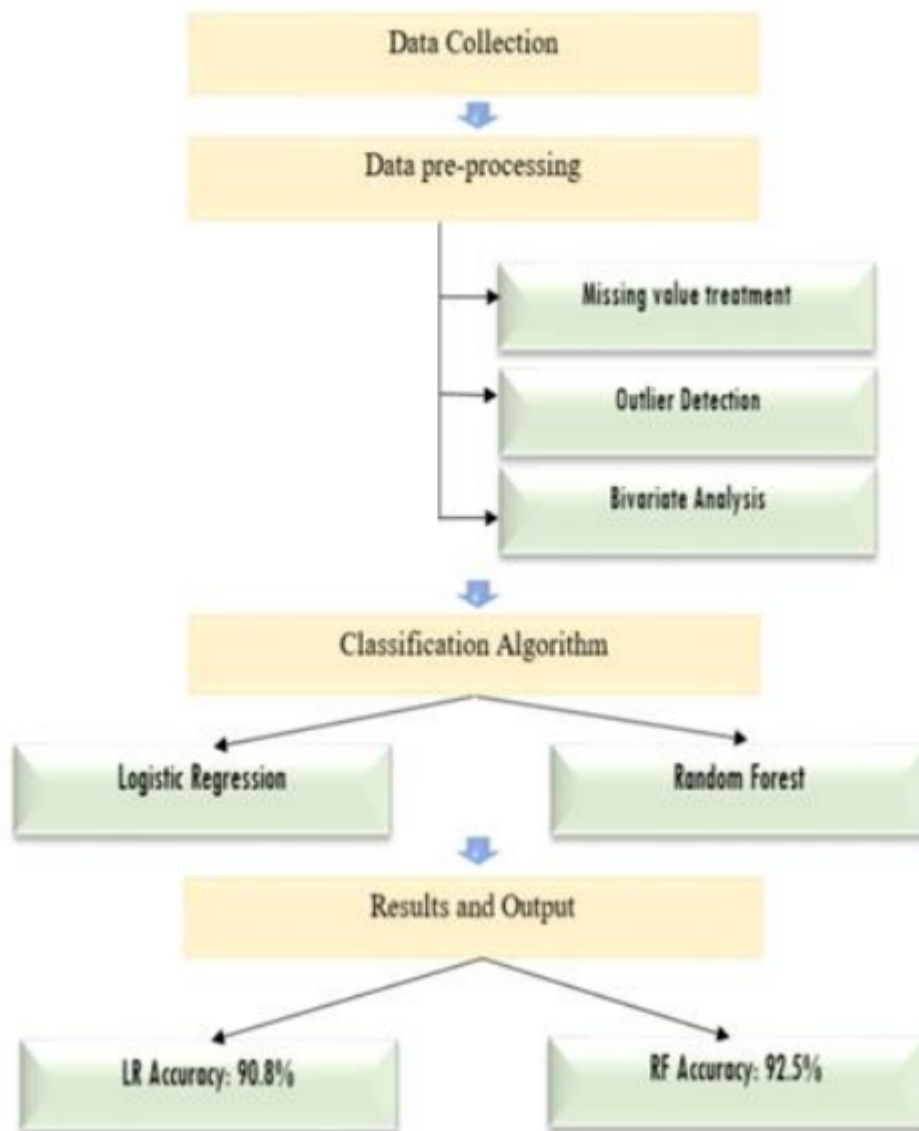 Data Collection
Data pre-processing
Missing value treatment
Outlier Detection
Bivariate Analysis
Classification Algorithm
Logistic Regression
Random Forest
Results and Output
LR Accuracy: 90.8%
RF Accuracy: 92.5%